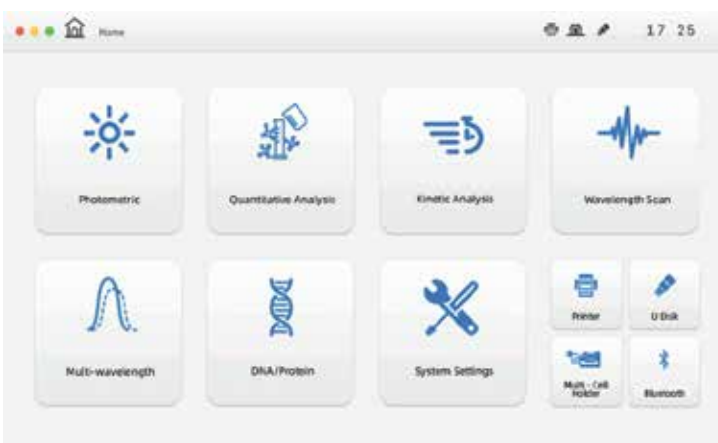 Home
17 25
Photometric
Quantitative Analysis
Kinetic Analysis
Wavelength Scan
Multi-wavelength
DNA/Protein
System Settings
Printer
U Disk
Multi - Cell
Holder
Bluetooth